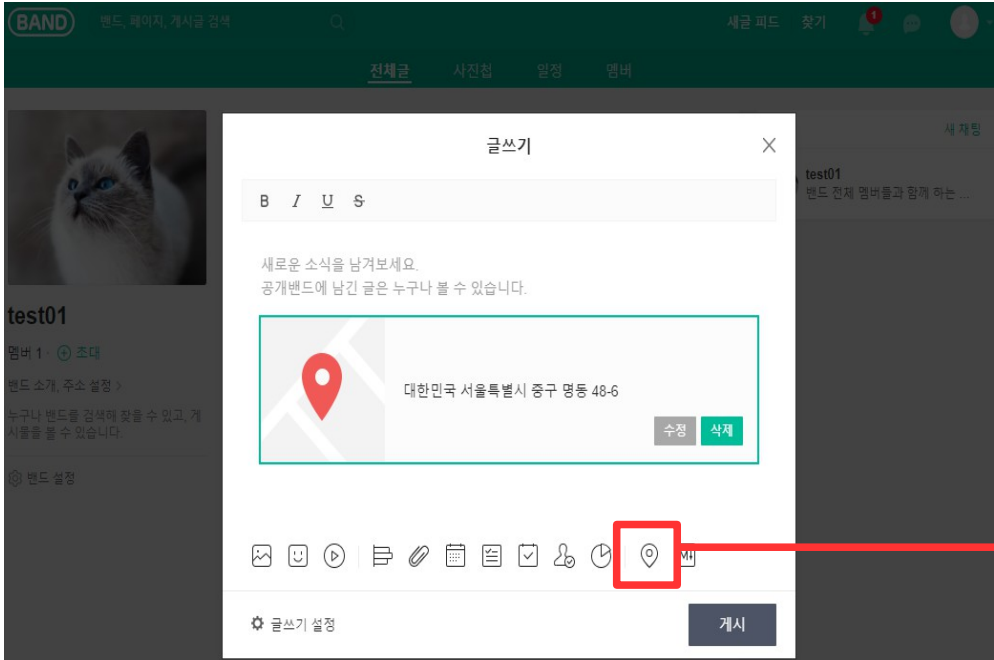 BAND
밴드, 페이지, 게시글 검색
새글 피드
찾기
1
전체글
사진첩
일정
멤버
글쓰기
새 채팅
test01
밴드 전체 멤버들과 함께 하는 ...
B I U S
새로운 소식을 남겨보세요.
공개밴드에 남긴 글은 누구나 볼 수 있습니다.
test01
멤버 1 · 초대
밴드 소개, 주소 설정 〉
누구나 밴드를 검색해 찾을 수 있고, 게
시물을 볼 수 있습니다.
밴드 설정
대한민국 서울특별시 중구 명동 48-6
수정
삭제
글쓰기 설정
게시